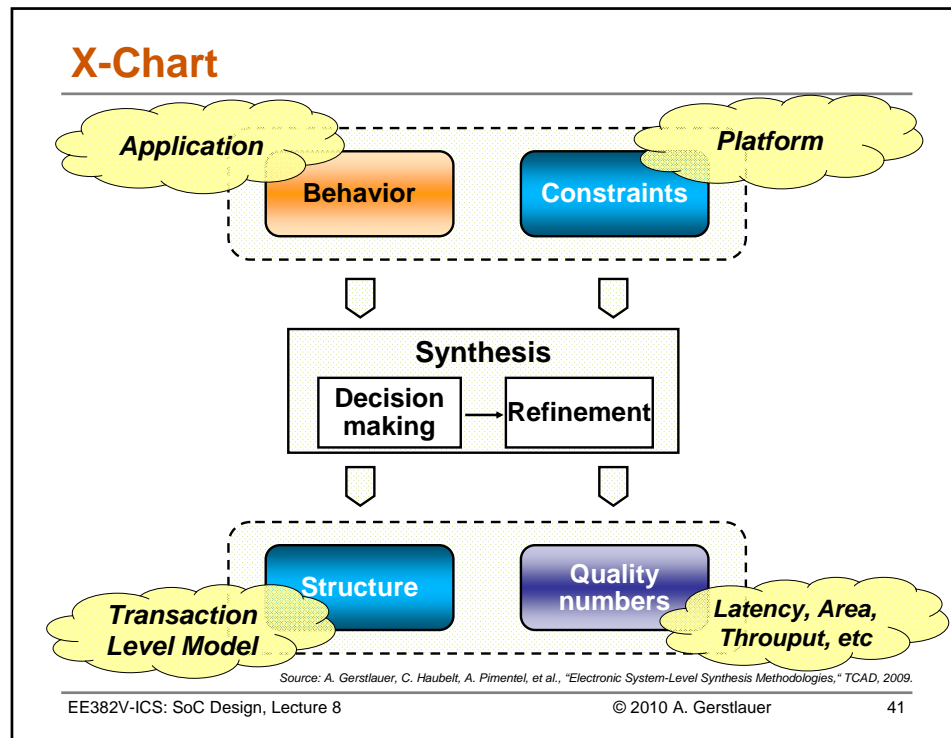 X-Chart
Application
Platform
Behavior
Constraints
Synthesis
Decision
making
Refinement
Structure
Quality
numbers
Transaction
Level Model
Latency, Area,
Throuput, etc
Source: A. Gerstlauer, C. Haubelt, A. Pimentel, et al., “Electronic System-Level Synthesis Methodologies,“ TCAD, 2009.
EE382V-ICS: SoC Design, Lecture 8
© 2010 A. Gerstlauer
41